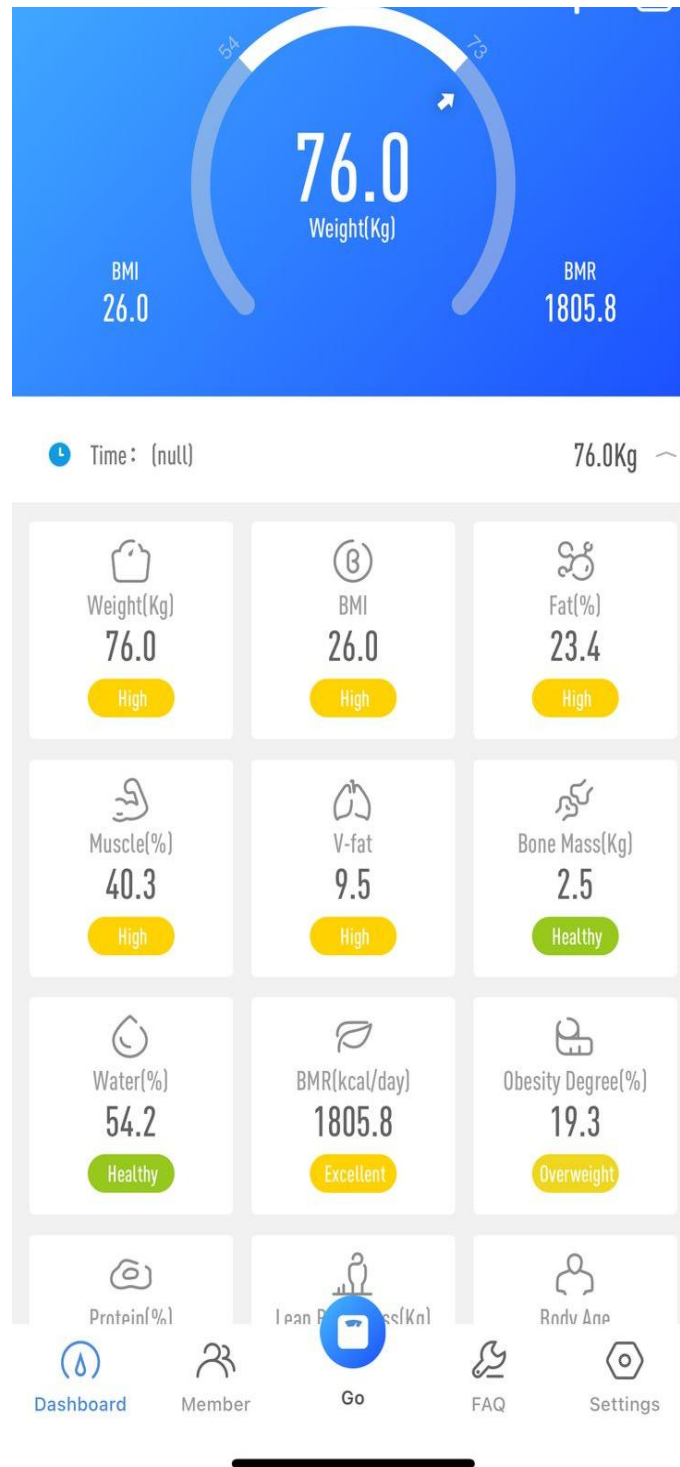 54 73
76.0
Weight(Kg)
BMI BMR
26.0 1805.8
Time: (null) 76.0Kg
Weight(Kg) BMI Fat(%)
76.0 26.0 23.4
High High High
Muscle(%) V-fat Bone Mass(Kg)
40.3 9.5 2.5
High High Healthy
Water(%) BMR(kcal/day) Obesity Degree(%)
54.2 1805.8 19.3
Healthy Excellent Overweight
Protein(%) Lean Body Age
Dashboard Member Go FAQ Settings